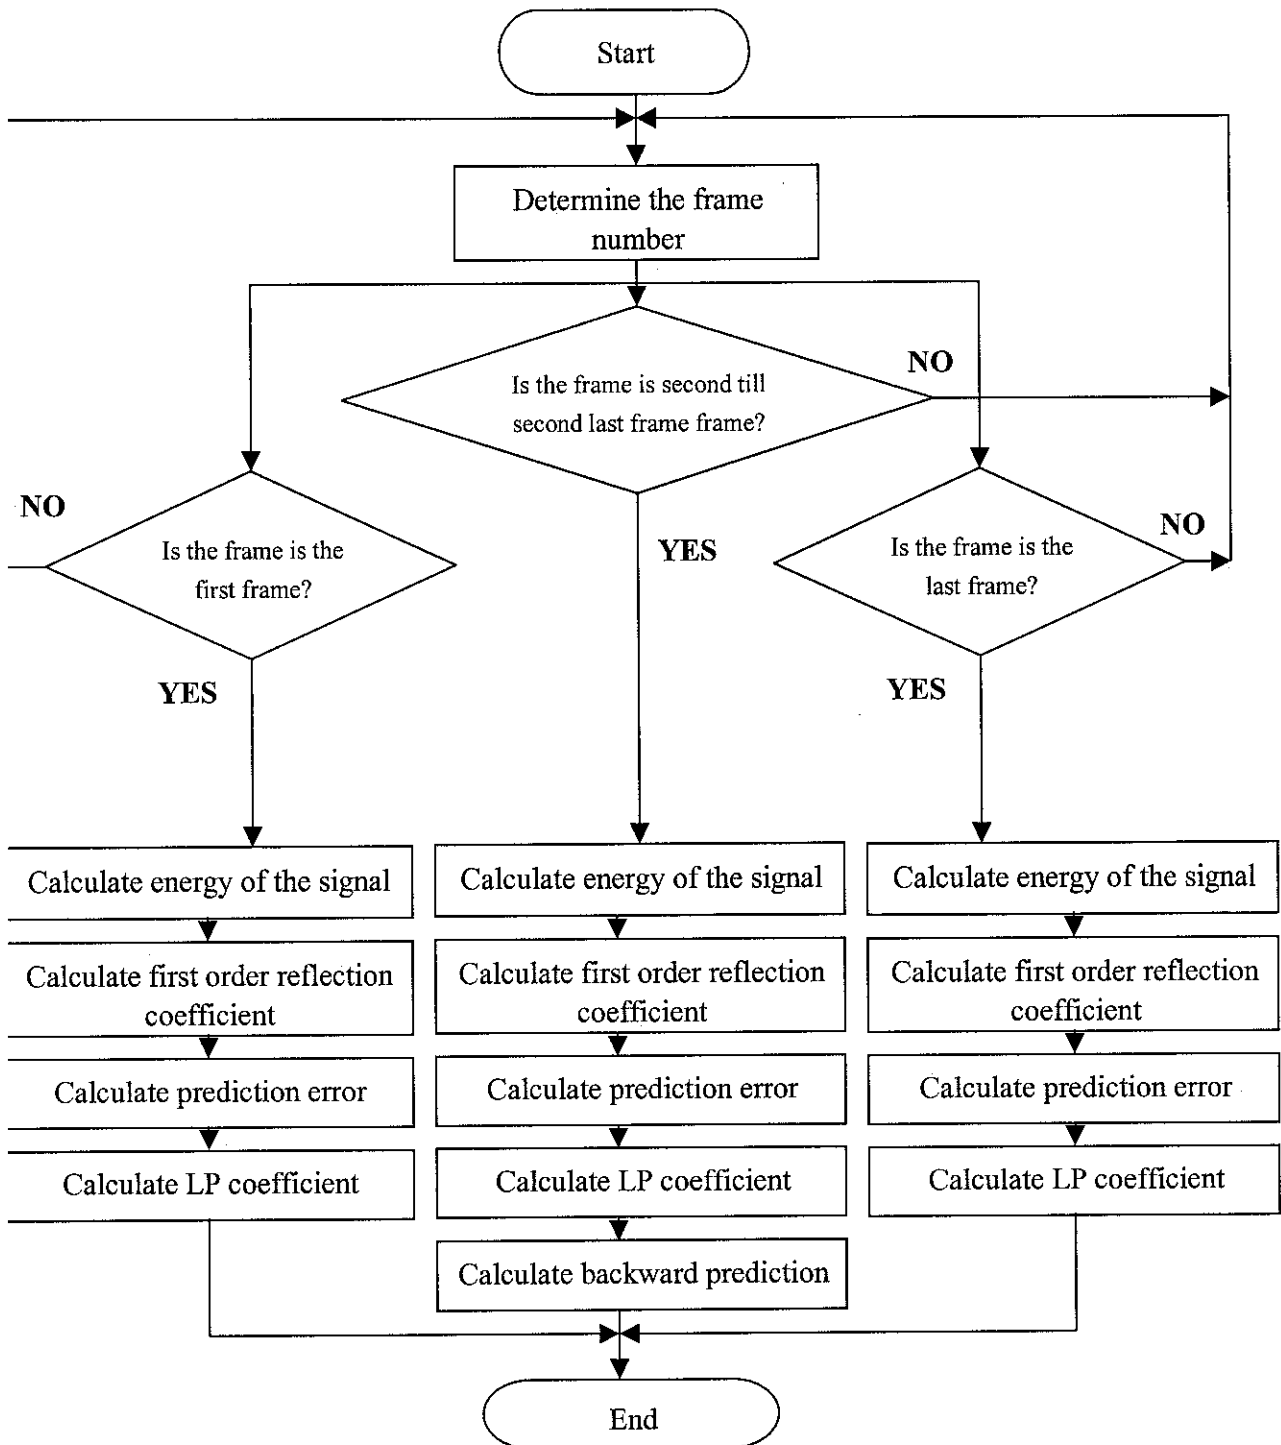 Start
Determine the frame
number
NO
Is the frame is second till
second last frame frame?
NO
Is the frame is the
first frame?
YES
Is the frame is the
last frame?
NO
YES
YES
Calculate energy of the signal
Calculate energy of the signal
Calculate energy of the signal
Calculate first order reflection
coefficient
Calculate first order reflection
coefficient
Calculate first order reflection
coefficient
Calculate prediction error
Calculate prediction error
Calculate prediction error
Calculate LP coefficient
Calculate LP coefficient
Calculate LP coefficient
Calculate backward prediction
End